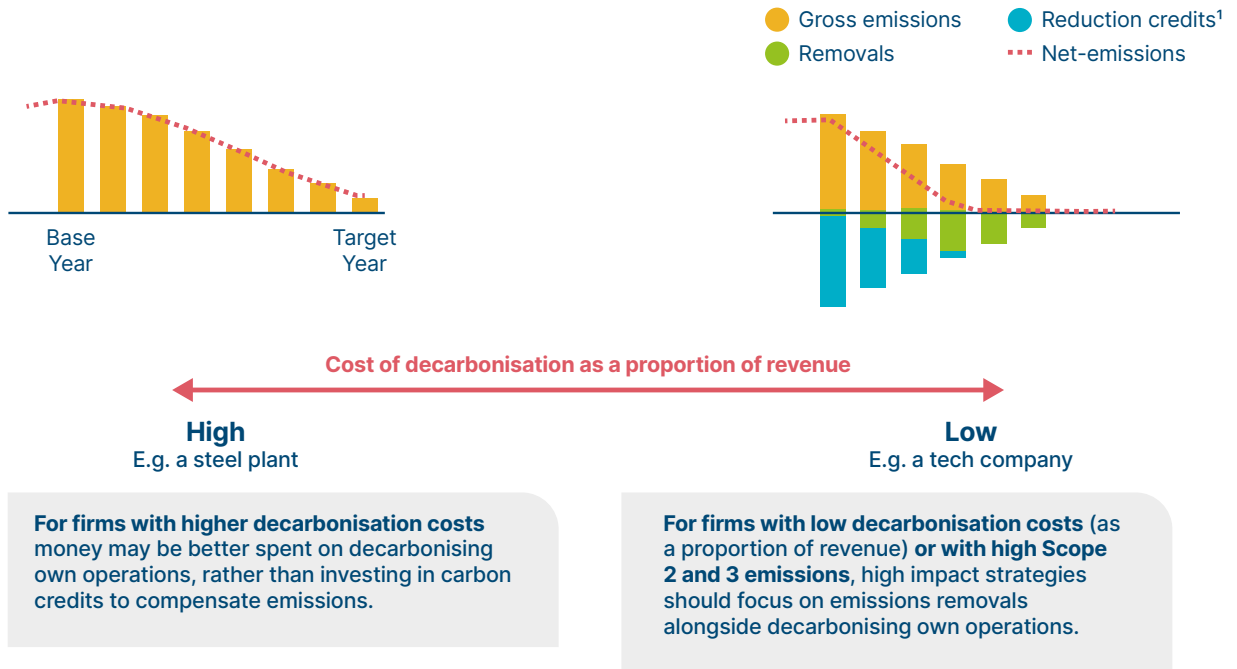 Gross emissions
Reduction credits¹
Removals
Net-emissions
Base
Year
Target
Year
Cost of decarbonisation as a proportion of revenue
High
E.g. a steel plant
Low
E.g. a tech company
For firms with higher decarbonisation costs
money may be better spent on decarbonising
own operations, rather than investing in carbon
credits to compensate emissions.
For firms with low decarbonisation costs (as
a proportion of revenue) or with high Scope
2 and 3 emissions, high impact strategies
should focus on emissions removals
alongside decarbonising own operations.